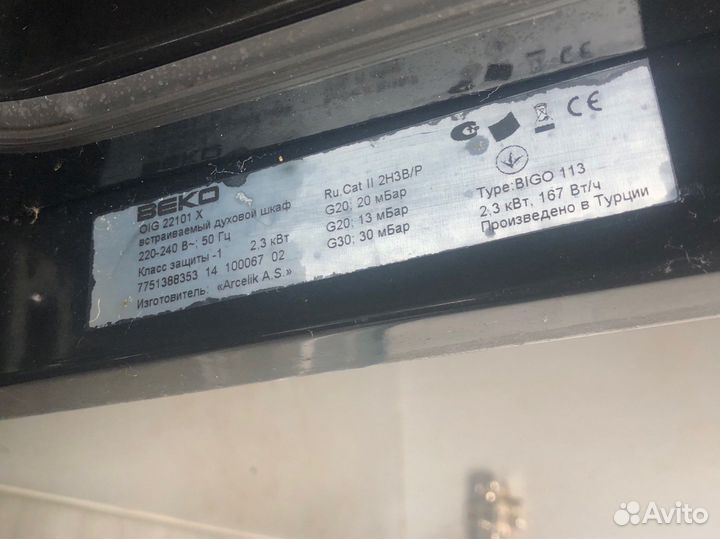 BEKO
BEKO
OIG 22101 X
встраиваемый духовой шкаф
220-240 В~; 50 Гц 2,3 кВт
Класс защиты -1
7751388353 14 100067 02
Изготовитель: «Arcelik A.S.»
Ru.Cat II 2H3B/P
G20; 20 мБар
G20; 13 мБар
G30; 30 мБар
CE
CE
Type:BIGO 113
2,3 кВт, 167 Вт/ч
Произведено в Турции
Avito